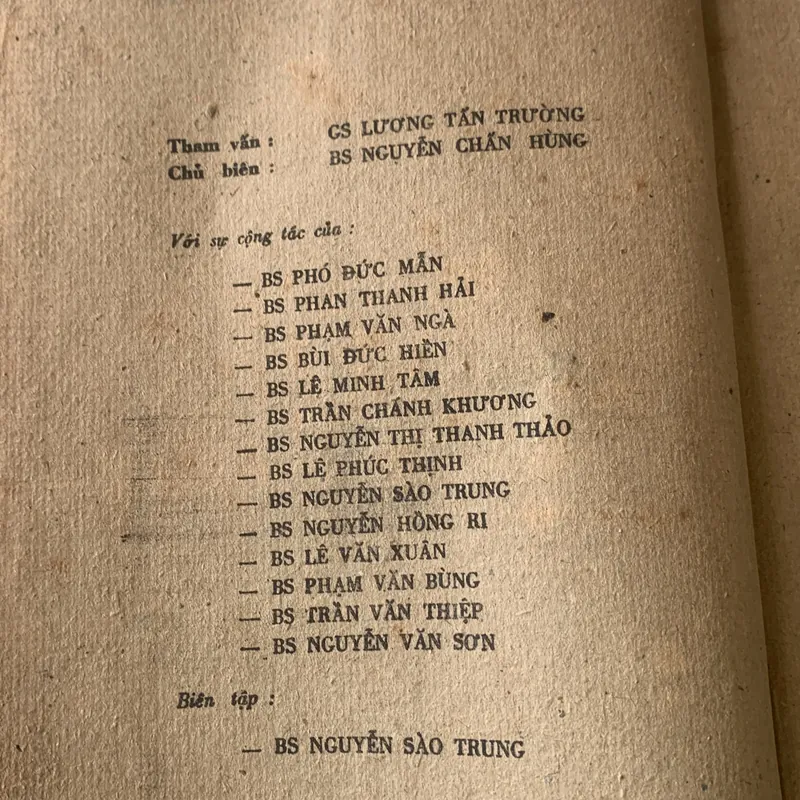 Tham vấn : GS LƯƠNG TẤN TRƯỜNG
Chủ biên : BS NGUYỄN CHẤN HÙNG
Với sự cộng tác của :
— BS PHÓ ĐỨC MẪN
— BS PHAN THANH HẢI
— BS PHẠM VĂN NGÀ
— BS BÙI ĐỨC HIỀN
— BS LÊ MINH TÂM
— BS TRẦN CHÁNH KHƯƠNG
— BS NGUYỄN THỊ THANH THẢO
— BS LÊ PHÚC THỊNH
— BS NGUYỄN SÀO TRUNG
— BS NGUYỄN HỒNG RI
— BS LÊ VĂN XUÂN
— BS PHẠM VĂN BÙNG
— BS TRẦN VĂN THIỆP
— BS NGUYỄN VĂN SƠN
Biên tập :
— BS NGUYỄN SÀO TRUNG